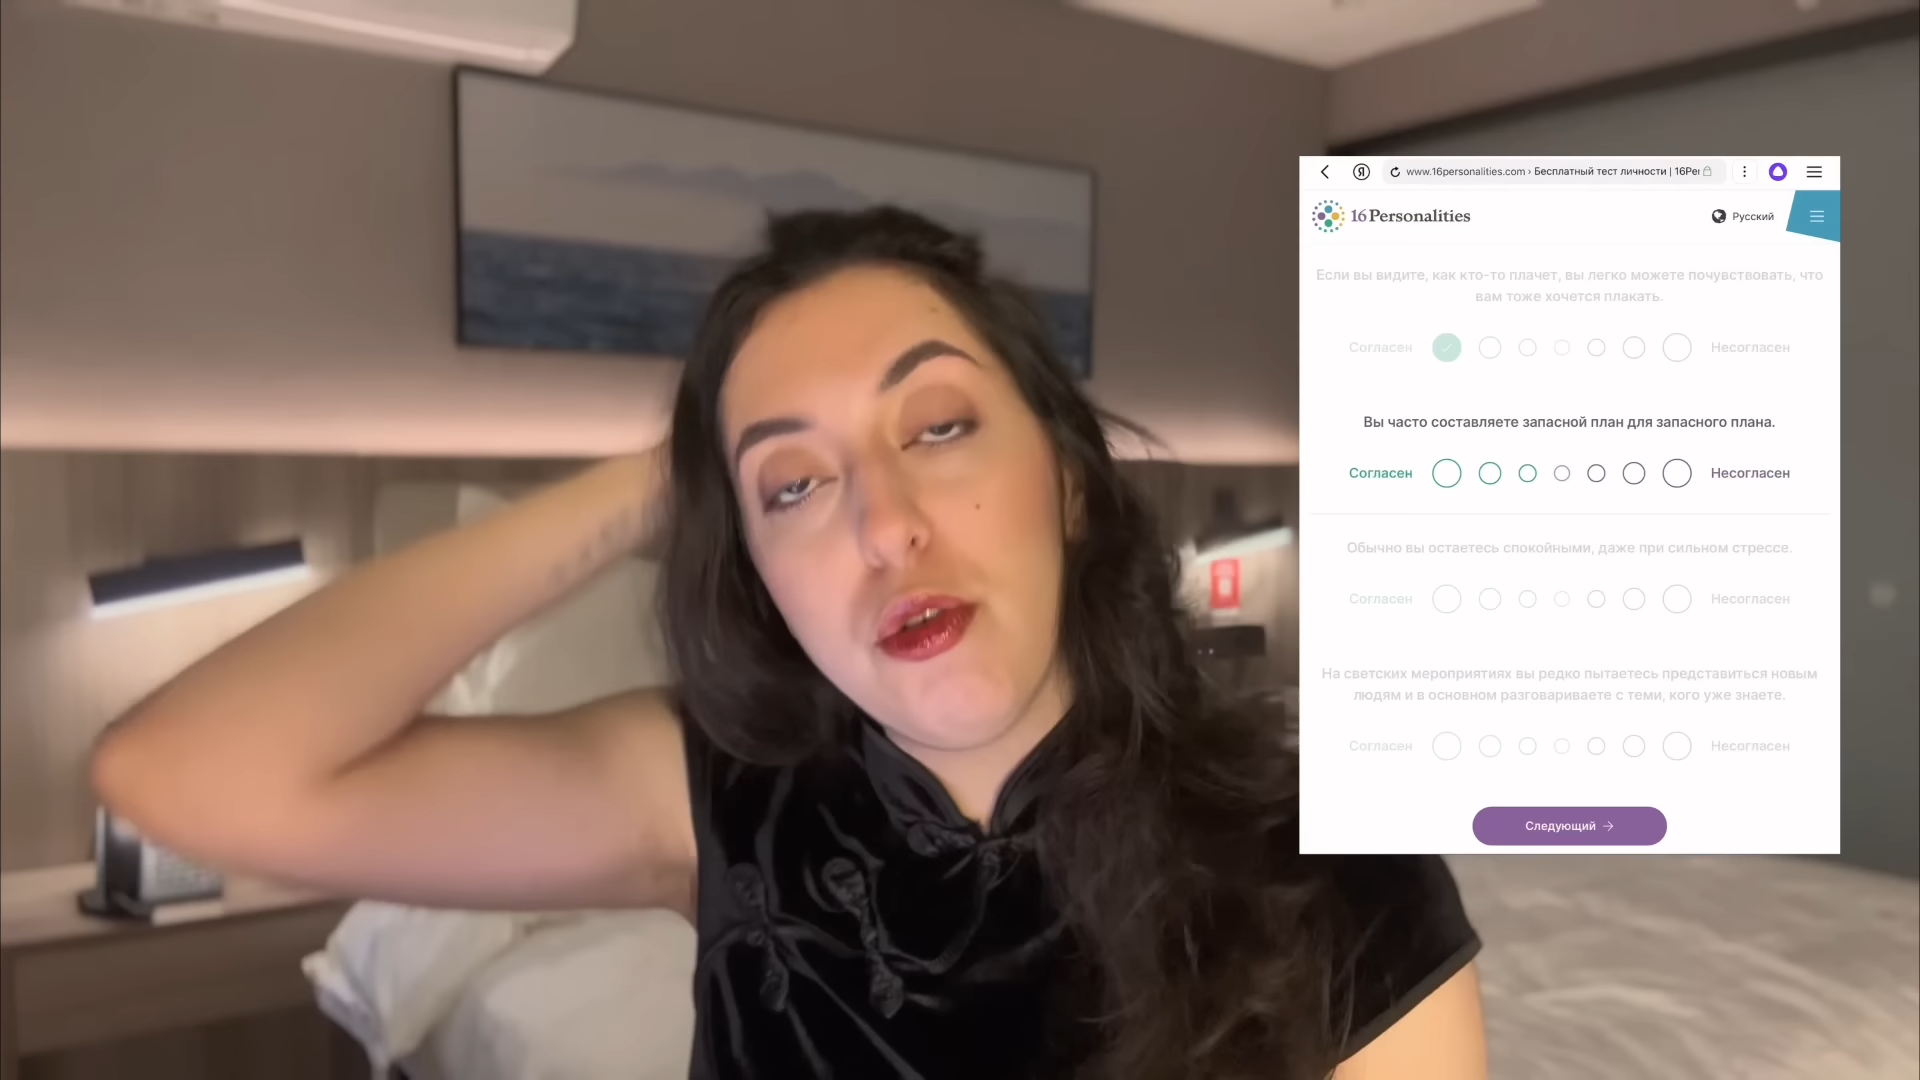 www.16personalities.com › Бесплатный тест личности | 16Per
16Personalities
Русский
Если вы видите, как кто-то плачет, вы легко можете почувствовать, что
вам тоже хочется плакать.
Согласен Несогласен
Вы часто составляете запасной план для запасного плана.
Согласен Несогласен
Обычно вы остаетесь спокойными, даже при сильном стрессе.
Согласен Несогласен
На светских мероприятиях вы редко пытаетесь представиться новым
людям и в основном разговариваете с теми, кого уже знаете.
Согласен Несогласен
Следующий →